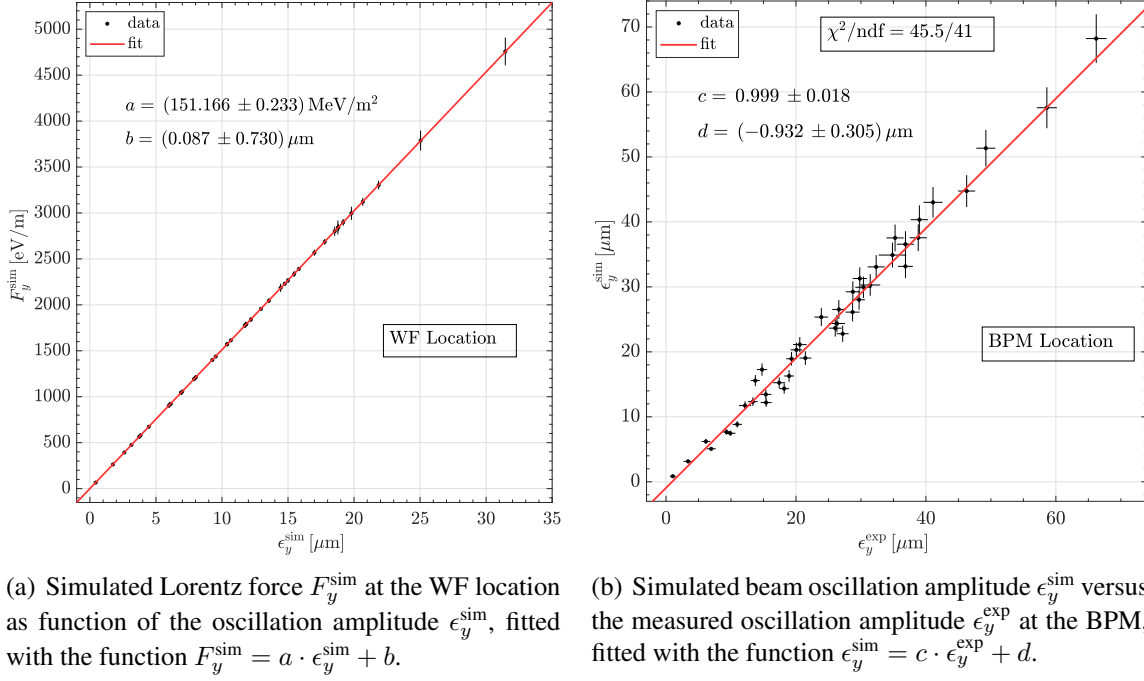 data
fit
a = (151.166 ± 0.233) MeV/m²
b = (0.087 ± 0.730) μm
WF Location
5000
4500
4000
3500
3000
2500
2000
1500
1000
500
0
F_y^sim [eV/m]
0 5 10 15 20 25 30 35
ϵ_y^sim [μm]
data
fit
χ²/ndf = 45.5/41
c = 0.999 ± 0.018
d = (−0.932 ± 0.305) μm
BPM Location
70
60
50
40
30
20
10
0
ϵ_y^sim [μm]
0 20 40 60
ϵ_y^exp [μm]
(a) Simulated Lorentz force F_y^sim at the WF location
as function of the oscillation amplitude ϵ_y^sim, fitted
with the function F_y^sim = a · ϵ_y^sim + b.
(b) Simulated beam oscillation amplitude ϵ_y^sim versus
the measured oscillation amplitude ϵ_y^exp at the BPM,
fitted with the function ϵ_y^sim = c · ϵ_y^exp + d.